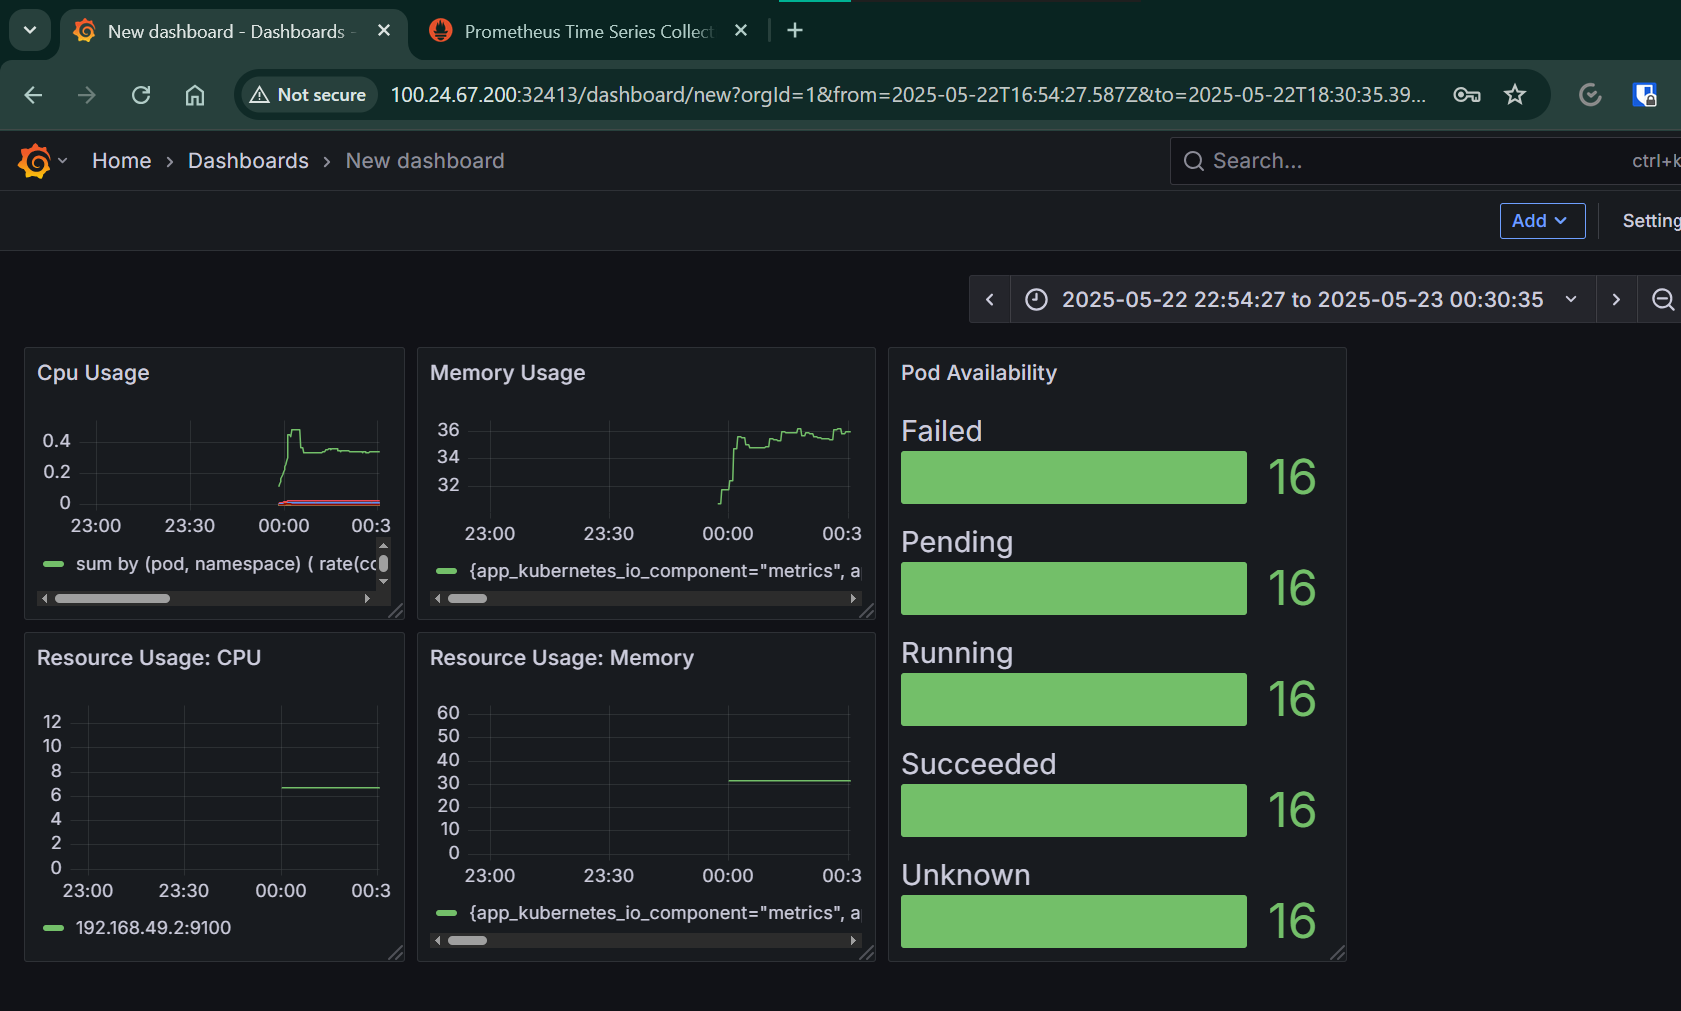 New dashboard - Dashboards -
Prometheus Time Series Collect
Not secure
100.24.67.200:32413/dashboard/new?orgId=1&from=2025-05-22T16:54:27.587Z&to=2025-05-22T18:30:35.39...
Home › Dashboards › New dashboard
Search...
ctrl+k
Add
Setting
2025-05-22 22:54:27 to 2025-05-23 00:30:35
Cpu Usage
0.4
0.2
0
23:00 23:30 00:00 00:3
sum by (pod, namespace) ( rate(cc
Memory Usage
36
34
32
23:00 23:30 00:00 00:3
{app_kubernetes_io_component="metrics", a
Pod Availability
Failed
16
Pending
16
Running
16
Succeeded
16
Unknown
16
Resource Usage: CPU
12
10
8
6
4
2
0
23:00 23:30 00:00 00:3
192.168.49.2:9100
Resource Usage: Memory
60
50
40
30
20
10
0
23:00 23:30 00:00 00:3
{app_kubernetes_io_component="metrics", a